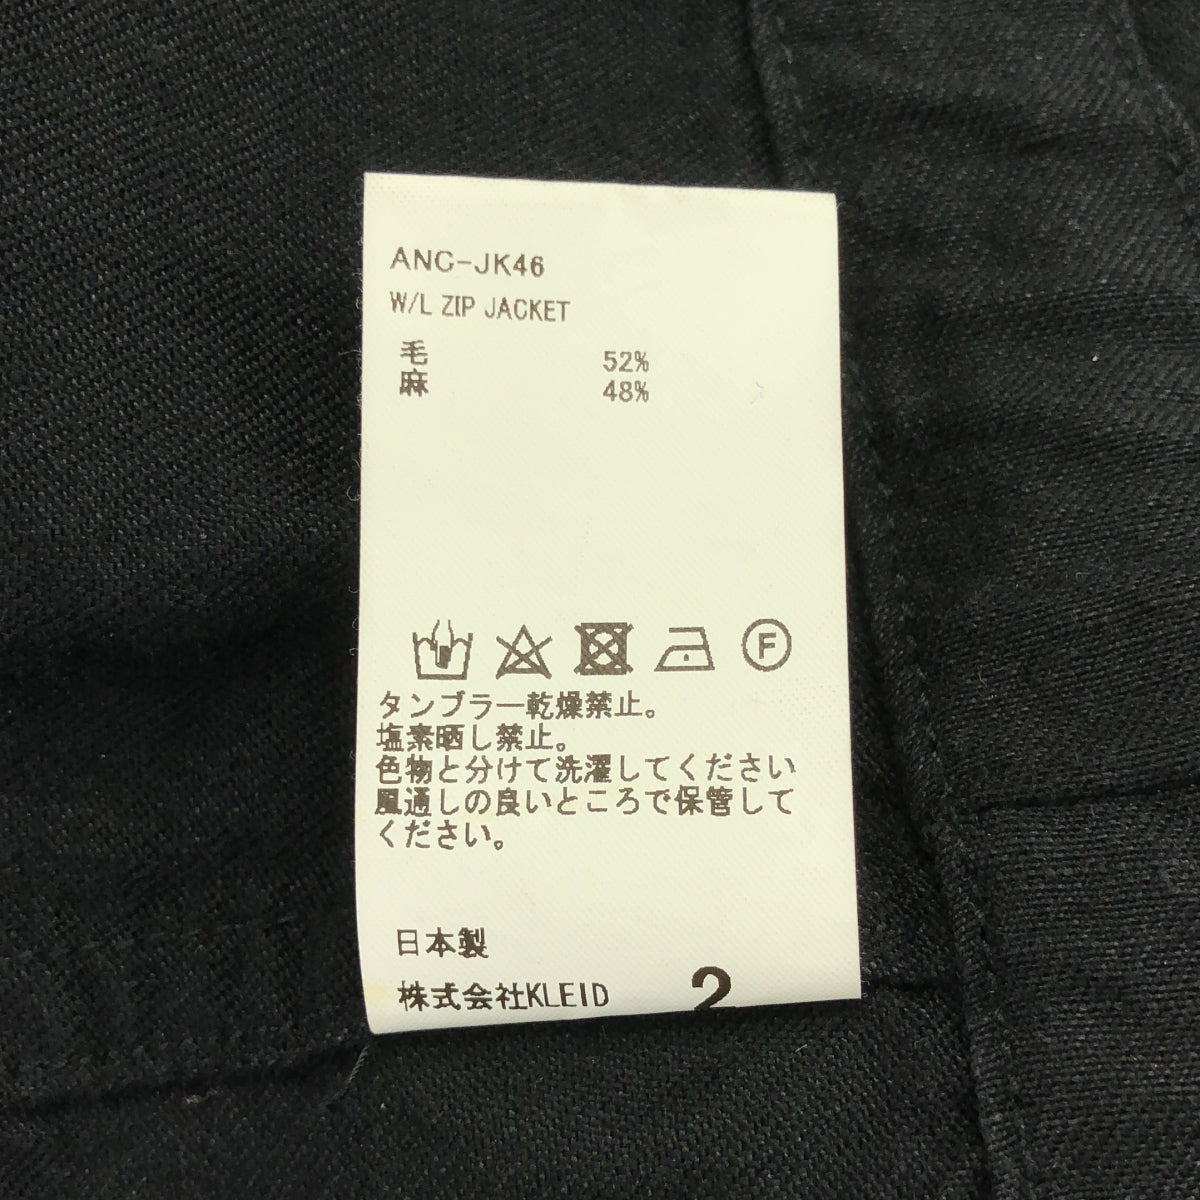 ANC-JK46
W/L ZIP JACKET
毛 52%
麻 48%
F
タンブラー乾燥禁止。
塩素晒し禁止。
色物と分けて洗濯してください
風通しの良いところで保管して
ください。
日本製
株式会社KLEID 2